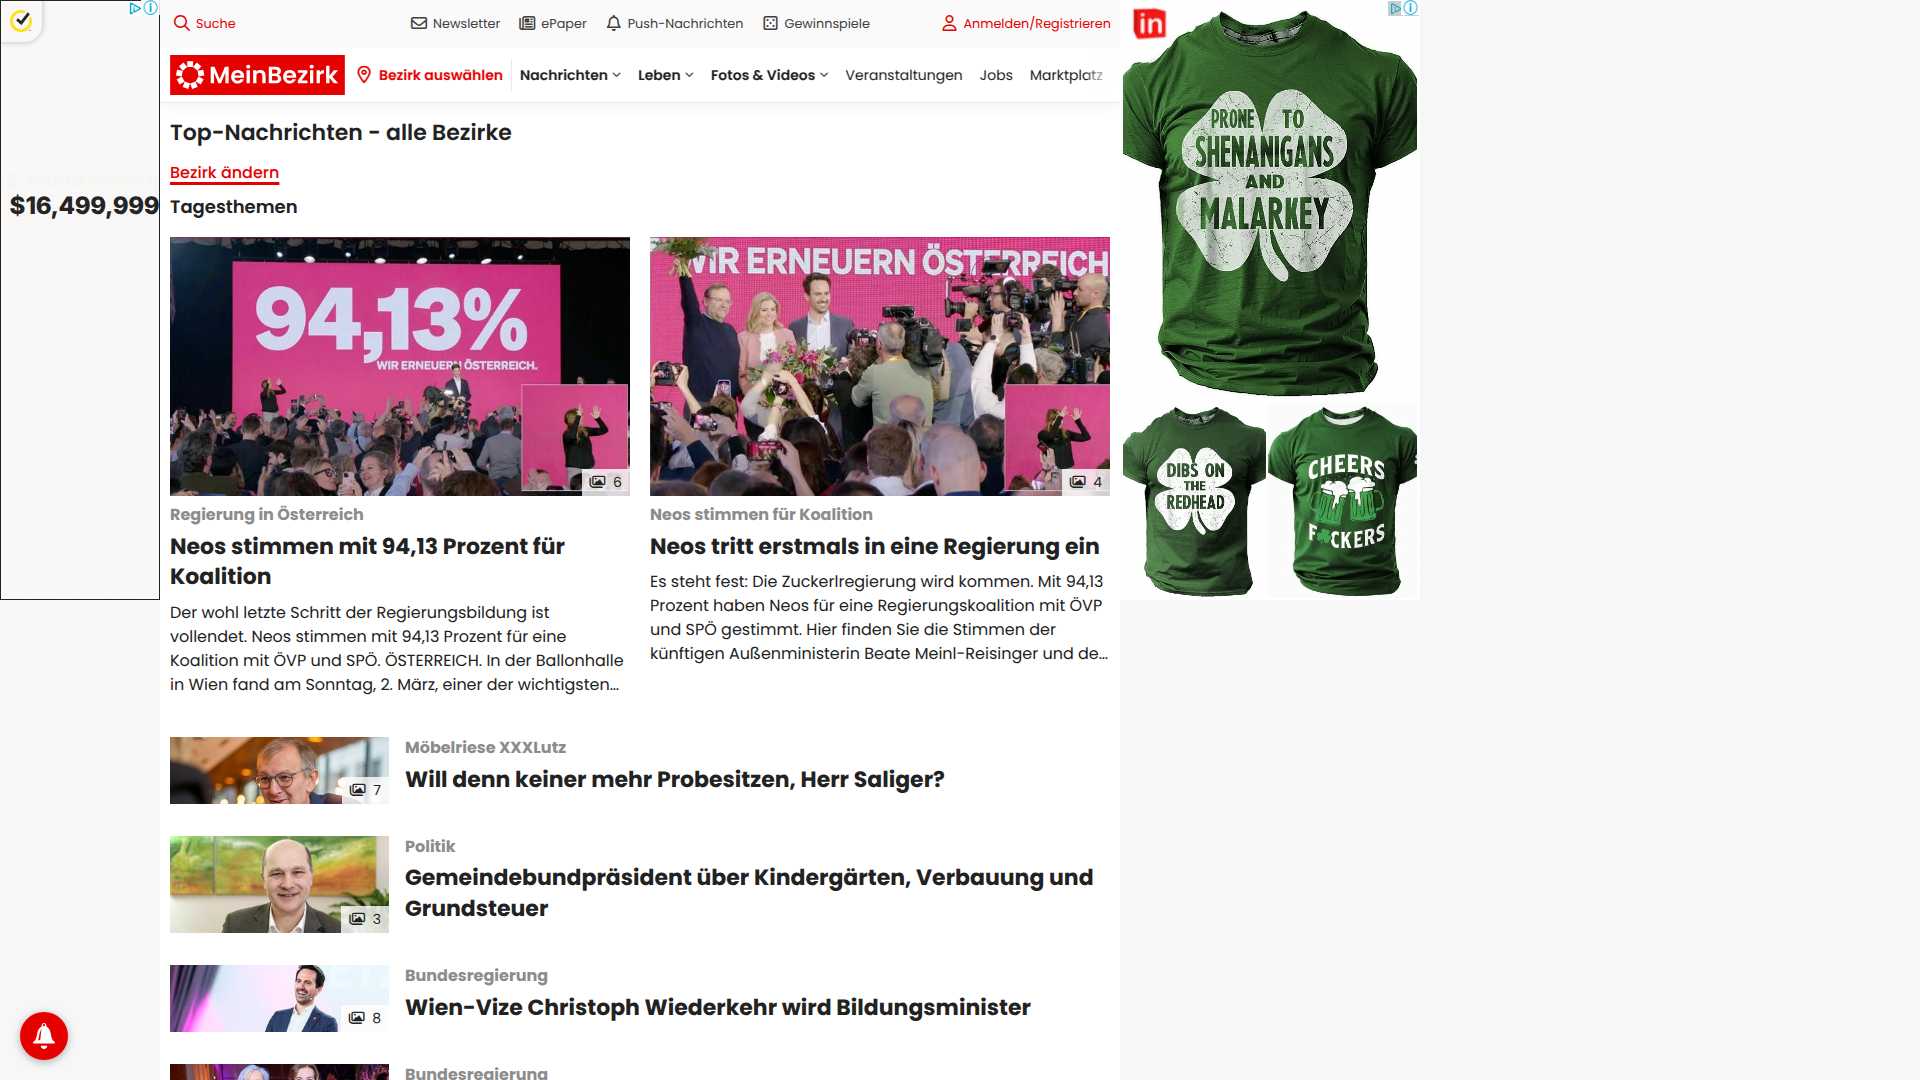 Suche
Newsletter
ePaper
Push-Nachrichten
Gewinnspiele
Anmelden/Registrieren
MeinBezirk
Bezirk auswählen
Nachrichten
Leben
Fotos & Videos
Veranstaltungen
Jobs
Marktplatz
Top-Nachrichten - alle Bezirke
Bezirk ändern
$16,499,999
Tagesthemen
94,13%
WIR ERNEUERN ÖSTERREICH.
6
Regierung in Österreich
Neos stimmen mit 94,13 Prozent für
Koalition
Der wohl letzte Schritt der Regierungsbildung ist
vollendet. Neos stimmen mit 94,13 Prozent für eine
Koalition mit ÖVP und SPÖ. ÖSTERREICH. In der Ballonhalle
in Wien fand am Sonntag, 2. März, einer der wichtigsten...
WIR ERNEUERN ÖSTERREICH
4
Neos stimmen für Koalition
Neos tritt erstmals in eine Regierung ein
Es steht fest: Die Zuckerlregierung wird kommen. Mit 94,13
Prozent haben Neos für eine Regierungskoalition mit ÖVP
und SPÖ gestimmt. Hier finden Sie die Stimmen der
künftigen Außenministerin Beate Meinl-Reisinger und de...
7
Möbelriese XXXLutz
Will denn keiner mehr Probesitzen, Herr Saliger?
3
Politik
Gemeindebundpräsident über Kindergärten, Verbauung und
Grundsteuer
8
Bundesregierung
Wien-Vize Christoph Wiederkehr wird Bildungsminister
Bundesregierung
in
PRONE TO
SHENANIGANS
AND
MALARKEY
DIBS ON
THE
REDHEAD
CHEERS
F☘CKERS